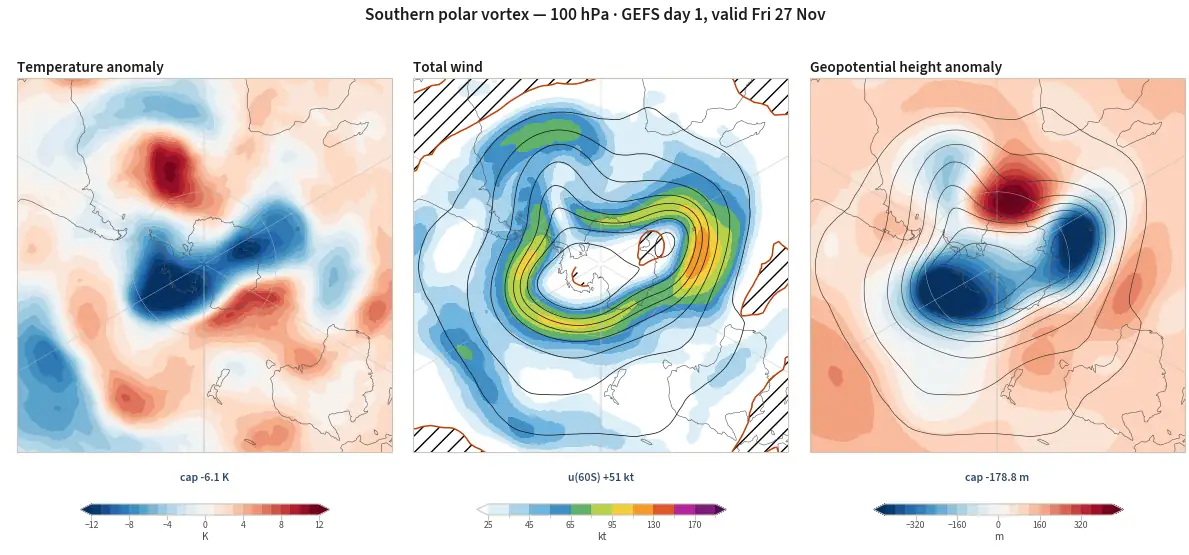 Southern polar vortex — 100 hPa · GEFS day 1, valid Fri 27 Nov
Temperature anomaly
Total wind
Geopotential height anomaly
cap -6.1 K
u(60S) +51 kt
cap -178.8 m
−12 −8 −4 0 4 8 12
K
25 45 65 95 130 170
kt
−320 −160 0 160 320
m